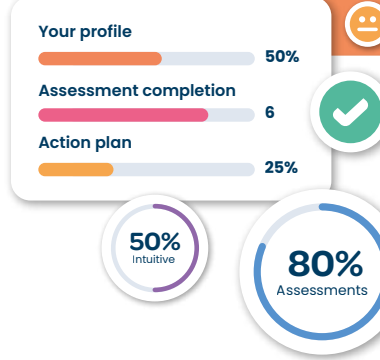 Your profile
50%
Assessment completion
6
Action plan
25%
50%
Intuitive
80%
Assessments